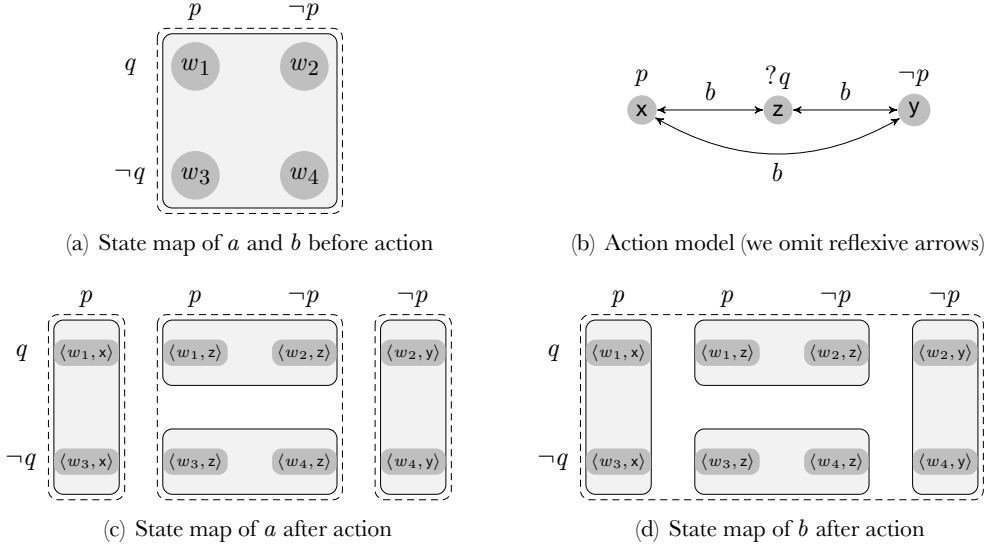 p ¬p
q w₁ w₂
¬q w₃ w₄
(a) State map of a and b before action
p ?q ¬p
b b
x z y
b
(b) Action model (we omit reflexive arrows)
p p ¬p ¬p
q ⟨w₁, x⟩ ⟨w₁, z⟩ ⟨w₂, z⟩ ⟨w₂, y⟩
¬q ⟨w₃, x⟩ ⟨w₃, z⟩ ⟨w₄, z⟩ ⟨w₄, y⟩
(c) State map of a after action
p p ¬p ¬p
q ⟨w₁, x⟩ ⟨w₁, z⟩ ⟨w₂, z⟩ ⟨w₂, y⟩
¬q ⟨w₃, x⟩ ⟨w₃, z⟩ ⟨w₄, z⟩ ⟨w₄, y⟩
(d) State map of b after action